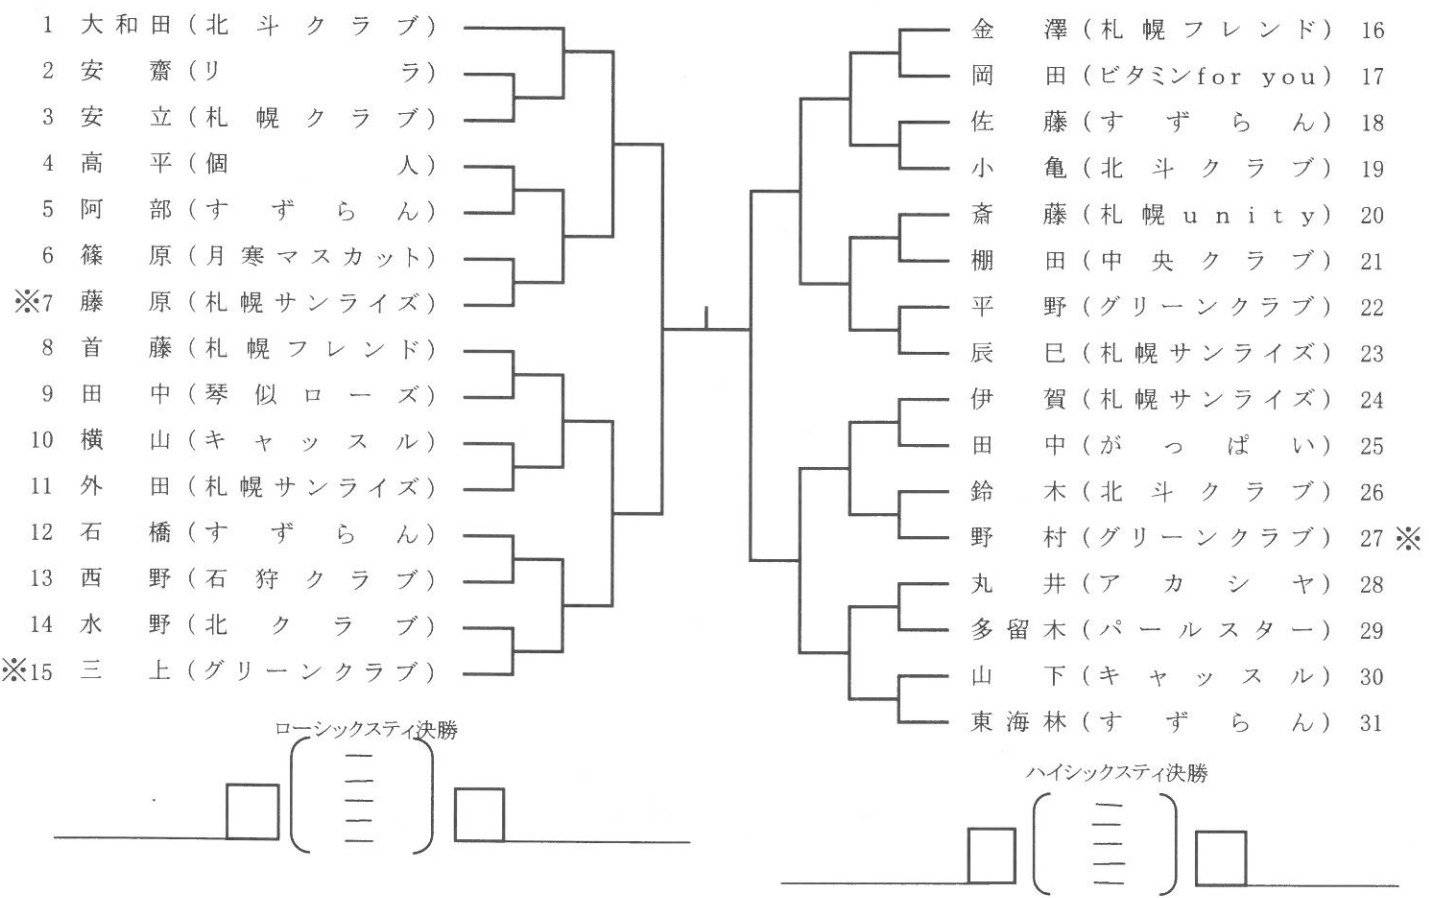 1 大和田(北斗クラブ)
2 安齋(リラ)
3 安立(札幌クラブ)
4 高平(個人)
5 阿部(すずらん)
6 篠原(月寒マスカット)
※7 藤原(札幌サンライズ)
8 首藤(札幌フレンド)
9 田中(琴似ローズ)
10 横山(キャッスル)
11 外田(札幌サンライズ)
12 石橋(すずらん)
13 西野(石狩クラブ)
14 水野(北クラブ)
※15 三上(グリーンクラブ)
金澤(札幌フレンド) 16
岡田(ビタミンfor you) 17
佐藤(すずらん) 18
小亀(北斗クラブ) 19
斎藤(札幌unity) 20
棚田(中央クラブ) 21
平野(グリーンクラブ) 22
辰巳(札幌サンライズ) 23
伊賀(札幌サンライズ) 24
田中(がっぱい) 25
鈴木(北斗クラブ) 26
野村(グリーンクラブ) 27 ※
丸井(アカシヤ) 28
多留木(パールスター) 29
山下(キャッスル) 30
東海林(すずらん) 31
ローシックスティ決勝
ハイシックスティ決勝